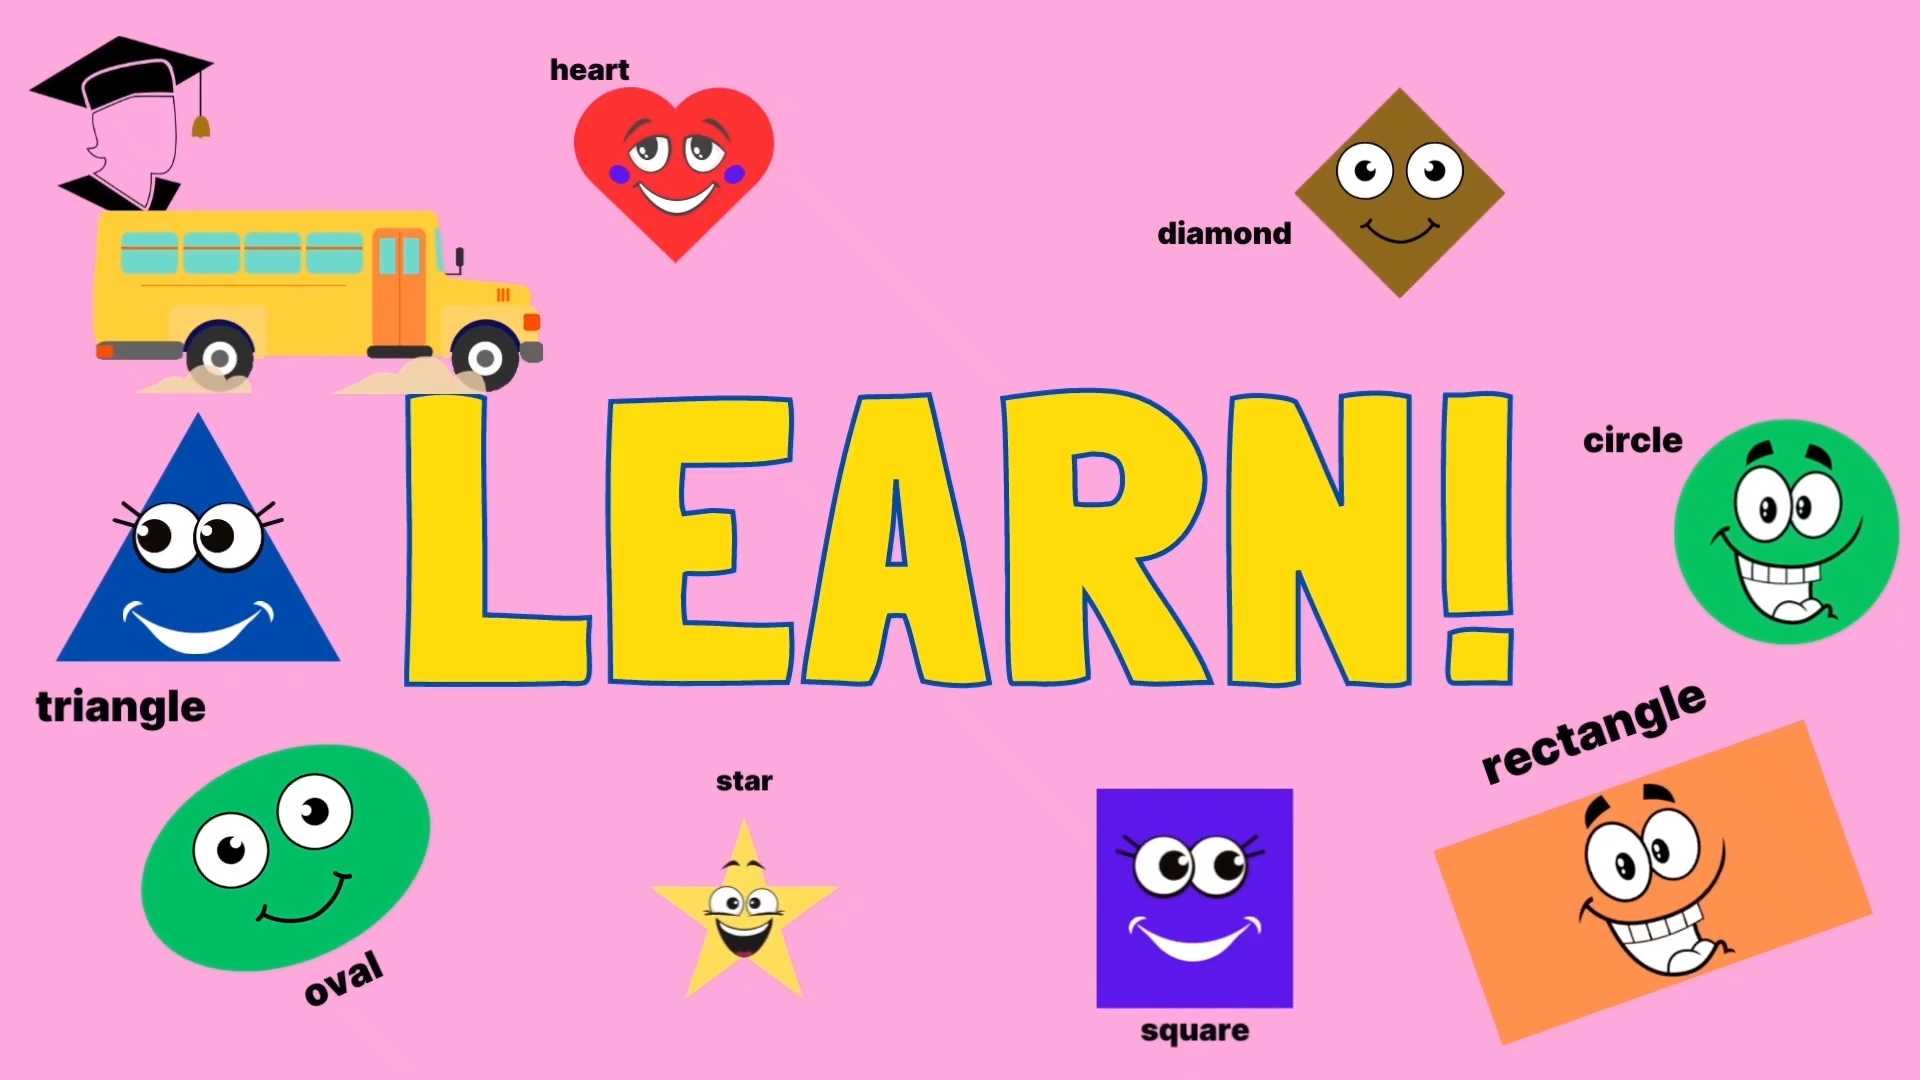 heart
diamond
LEARN!
circle
triangle
rectangle
star
oval
square